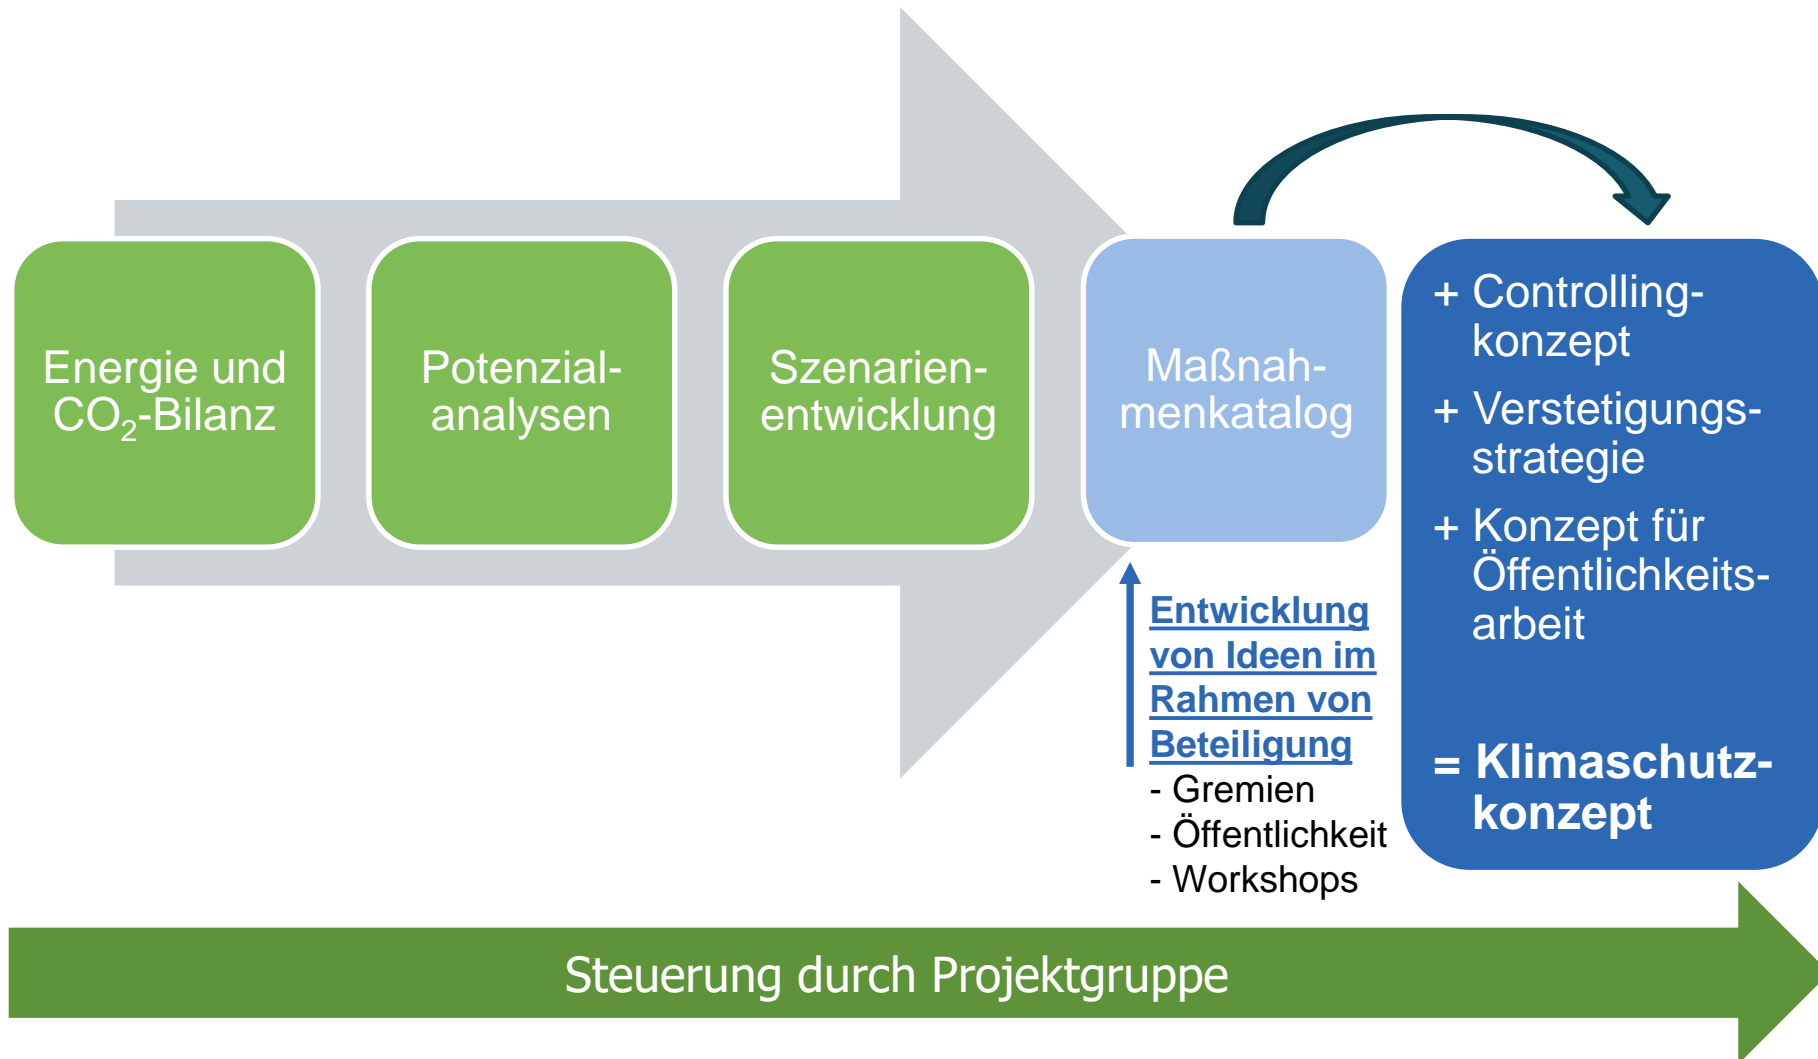 Energie und
CO₂-Bilanz
Potenzial-
analysen
Szenarien-
entwicklung
Maßnah-
menkatalog
+ Controlling-
konzept
+ Verstetigungs-
strategie
+ Konzept für
Öffentlichkeits-
arbeit
= Klimaschutz-
konzept
Entwicklung
von Ideen im
Rahmen von
Beteiligung
- Gremien
- Öffentlichkeit
- Workshops
Steuerung durch Projektgruppe